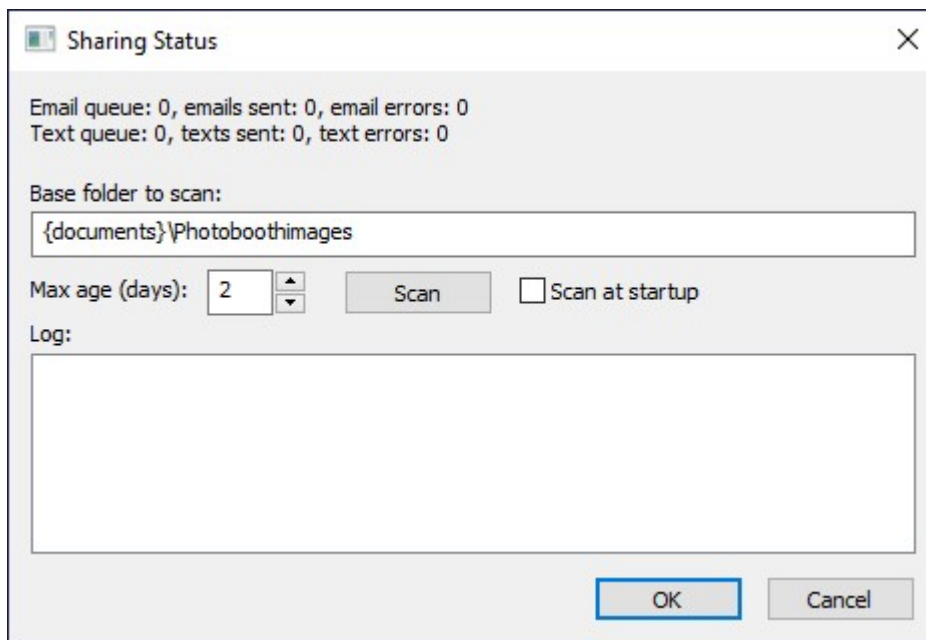 Sharing Status
Email queue: 0, emails sent: 0, email errors: 0
Text queue: 0, texts sent: 0, text errors: 0
Base folder to scan:
{documents}\Photoboothimages
Max age (days): 2 Scan Scan at startup
Log:
OK Cancel